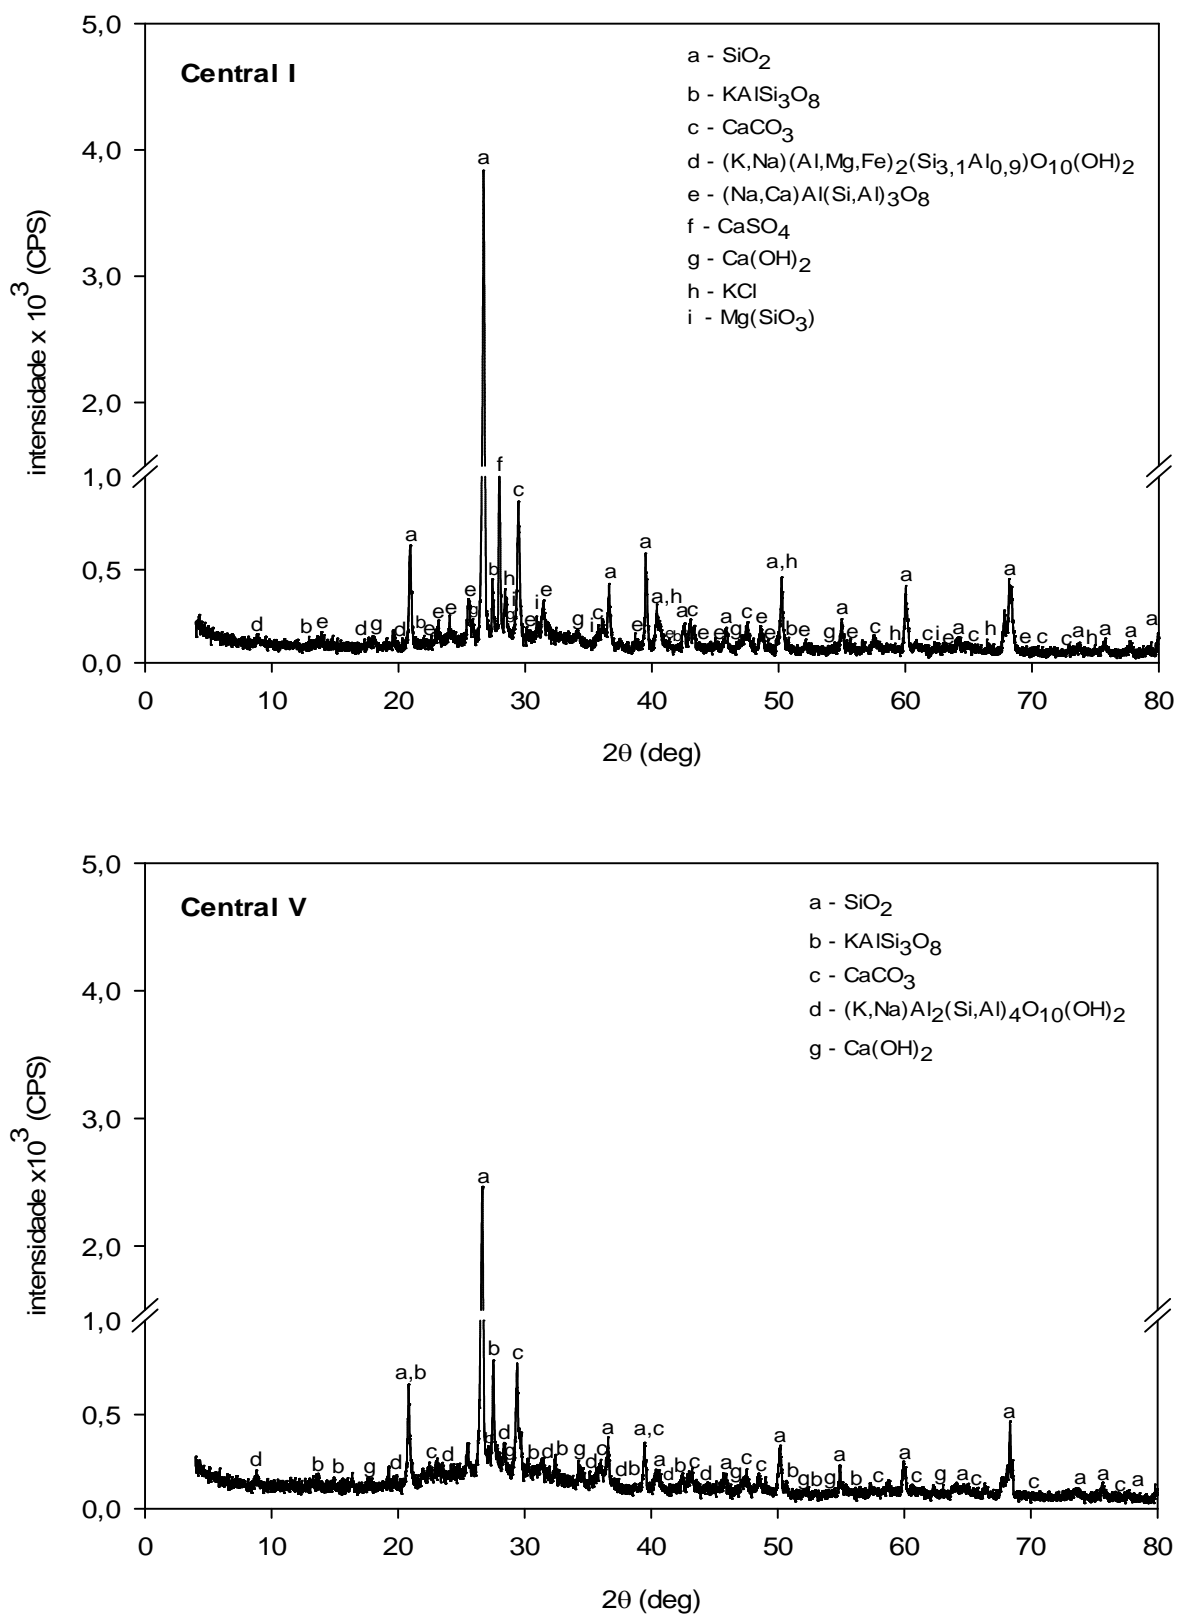 Central I
a - SiO2
b - KAlSi3O8
c - CaCO3
d - (K,Na)(Al,Mg,Fe)2(Si3,1Al0,9)O10(OH)2
e - (Na,Ca)Al(Si,Al)3O8
f - CaSO4
g - Ca(OH)2
h - KCl
i - Mg(SiO3)
intensidade x 10^3 (CPS)
5,0
4,0
3,0
2,0
1,0
0,5
0,0
a
f
c
a
b
h
a
a
a,h
a,h
a
a
a
0 10 20 30 40 50 60 70 80
2θ (deg)
Central V
a - SiO2
b - KAlSi3O8
c - CaCO3
d - (K,Na)Al2(Si,Al)4O10(OH)2
g - Ca(OH)2
intensidade x10^3 (CPS)
5,0
4,0
3,0
2,0
1,0
0,5
0,0
a
a,b
b
c
a
a,c
a
a
a
a
0 10 20 30 40 50 60 70 80
2θ (deg)